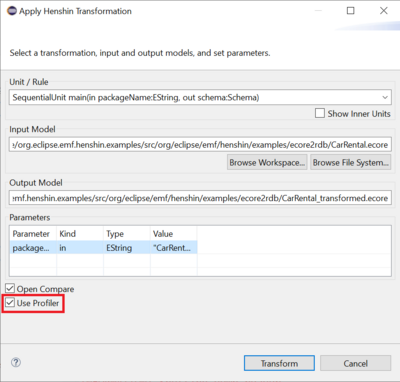 Apply Henshin Transformation
Select a transformation, input and output models, and set parameters.
Unit / Rule
SequentialUnit main(in packageName:EString, out schema:Schema)
Show Inner Units
Input Model
:/org.eclipse.emf.henshin.examples/src/org/eclipse/emf/henshin/examples/ecore2rdb/CarRental.ecore
Browse Workspace...
Browse File System...
Output Model
emf.henshin.examples/src/org/eclipse/emf/henshin/examples/ecore2rdb/CarRental_transformed.ecore
Parameters
Parameter Kind Type Value
package... in EString "CarRent...
Open Compare
Use Profiler
? Transform Cancel